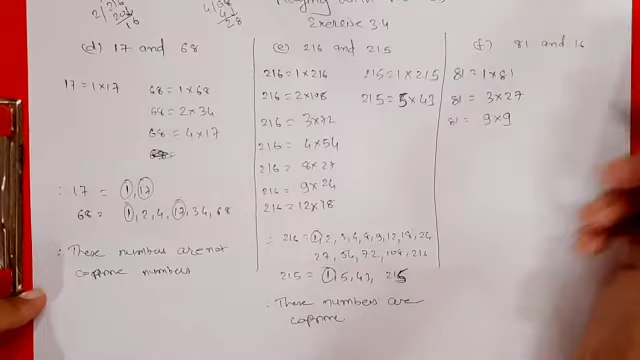 Playing with
Exercise 3.4
(d) 17 and 68
17 = 1×17
68 = 1×68
68 = 2×34
68 = 4×17
∴ 17 = 1, 17
68 = 1, 2, 4, 17, 34, 68
∴ These numbers are not
coprime numbers
(e) 216 and 215
216 = 1×216
216 = 2×108
216 = 3×72
216 = 4×54
216 = 8×27
216 = 9×24
216 = 12×18
215 = 1×215
215 = 5×43
∴ 216 = 1, 2, 3, 4, 8, 9, 12, 18, 24
27, 54, 72, 108, 216
215 = 1, 5, 43, 215
∴ These numbers are
coprime
(f) 81 and 16
81 = 1×81
81 = 3×27
81 = 9×9